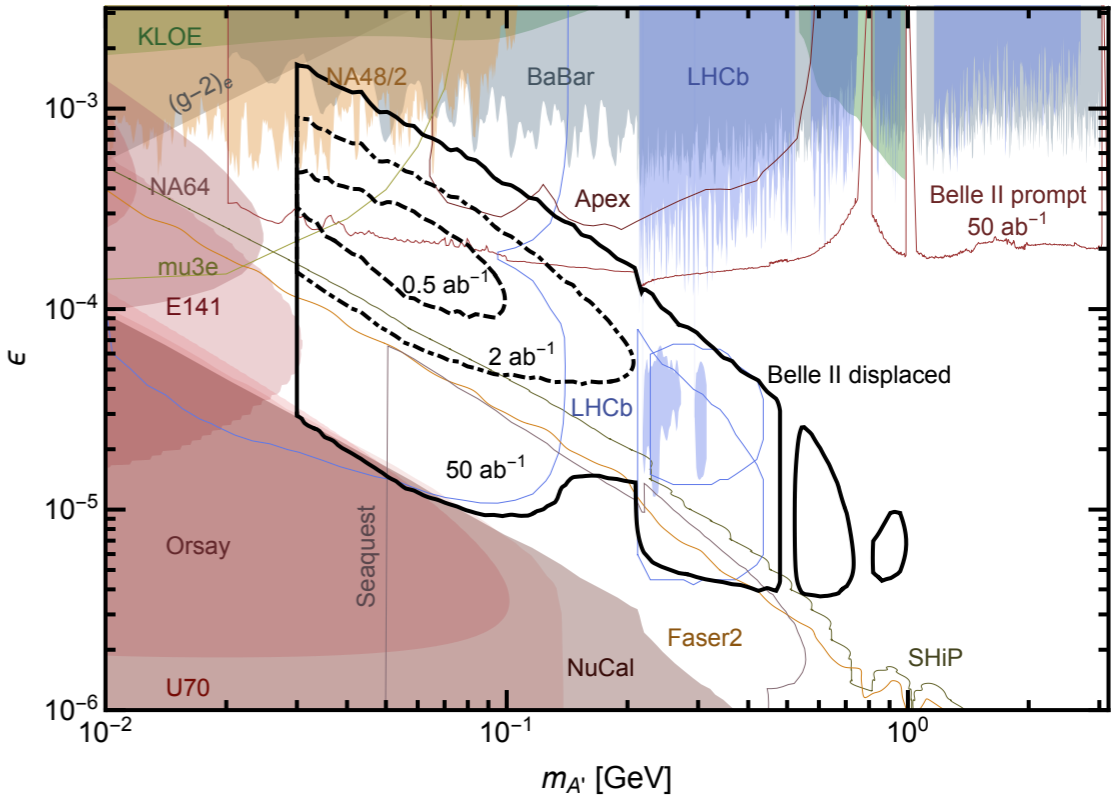 KLOE
(g−2)ₑ
NA48/2
BaBar
LHCb
10⁻³
NA64
Apex
Belle II prompt
50 ab⁻¹
mu3e
0.5 ab⁻¹
E141
10⁻⁴
2 ab⁻¹
ϵ
Belle II displaced
LHCb
50 ab⁻¹
10⁻⁵
Orsay
Seaquest
Faser2
NuCal
SHiP
U70
10⁻⁶
10⁻²
10⁻¹
10⁰
mA' [GeV]